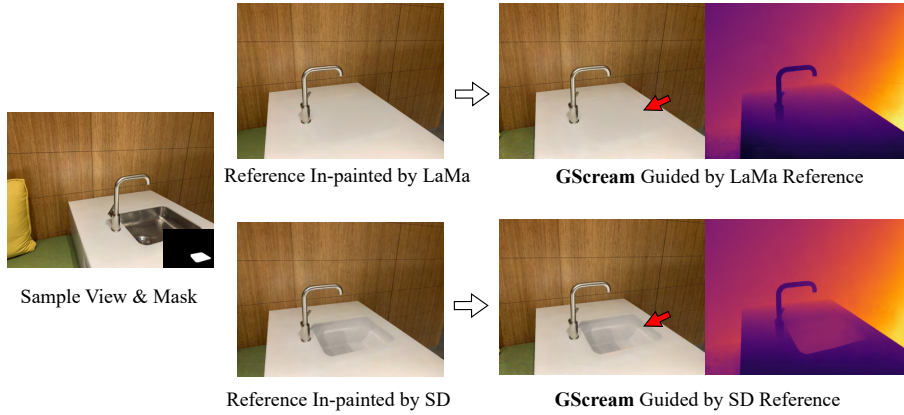 Reference In-painted by LaMa
GScream Guided by LaMa Reference
Sample View & Mask
Reference In-painted by SD
GScream Guided by SD Reference